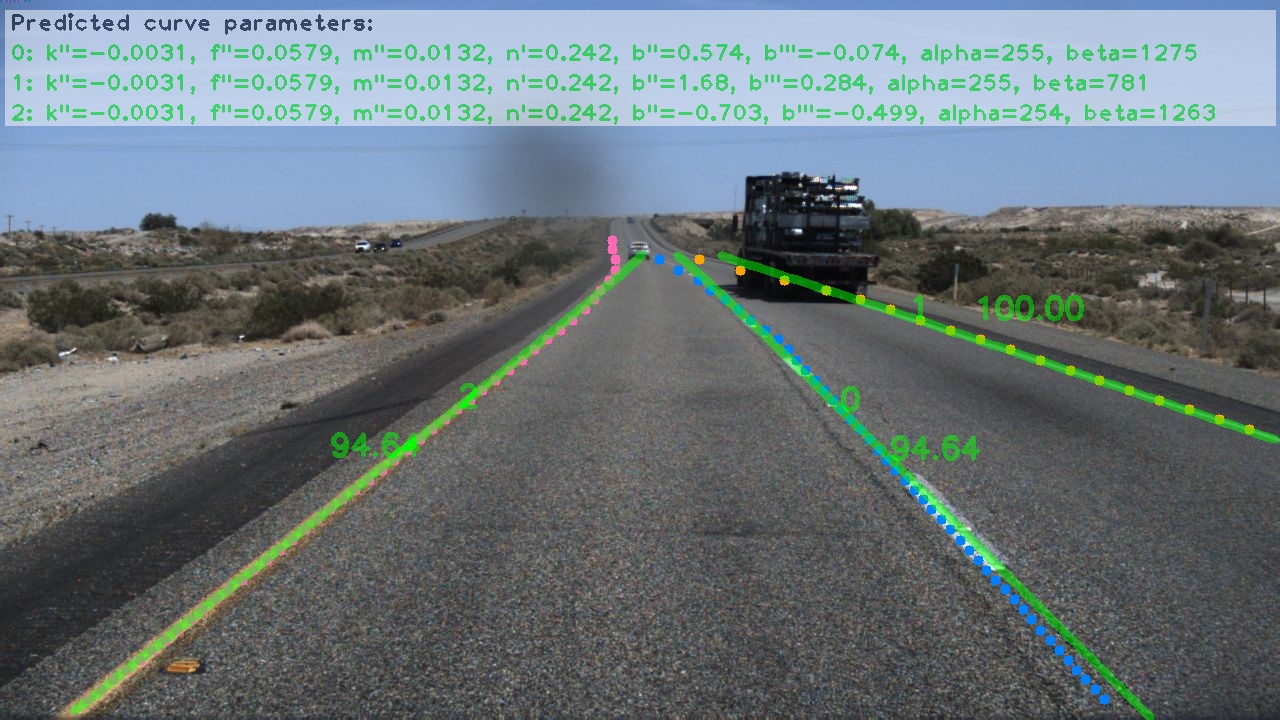 Predicted curve parameters:
0: k''=-0.0031, f''=0.0579, m''=0.0132, n'=0.242, b''=0.574, b'''=-0.074, alpha=255, beta=1275
1: k''=-0.0031, f''=0.0579, m''=0.0132, n'=0.242, b''=1.68, b'''=0.284, alpha=255, beta=781
2: k''=-0.0031, f''=0.0579, m''=0.0132, n'=0.242, b''=-0.703, b'''=-0.499, alpha=254, beta=1263
1 100.00
2 0
94.64 94.64